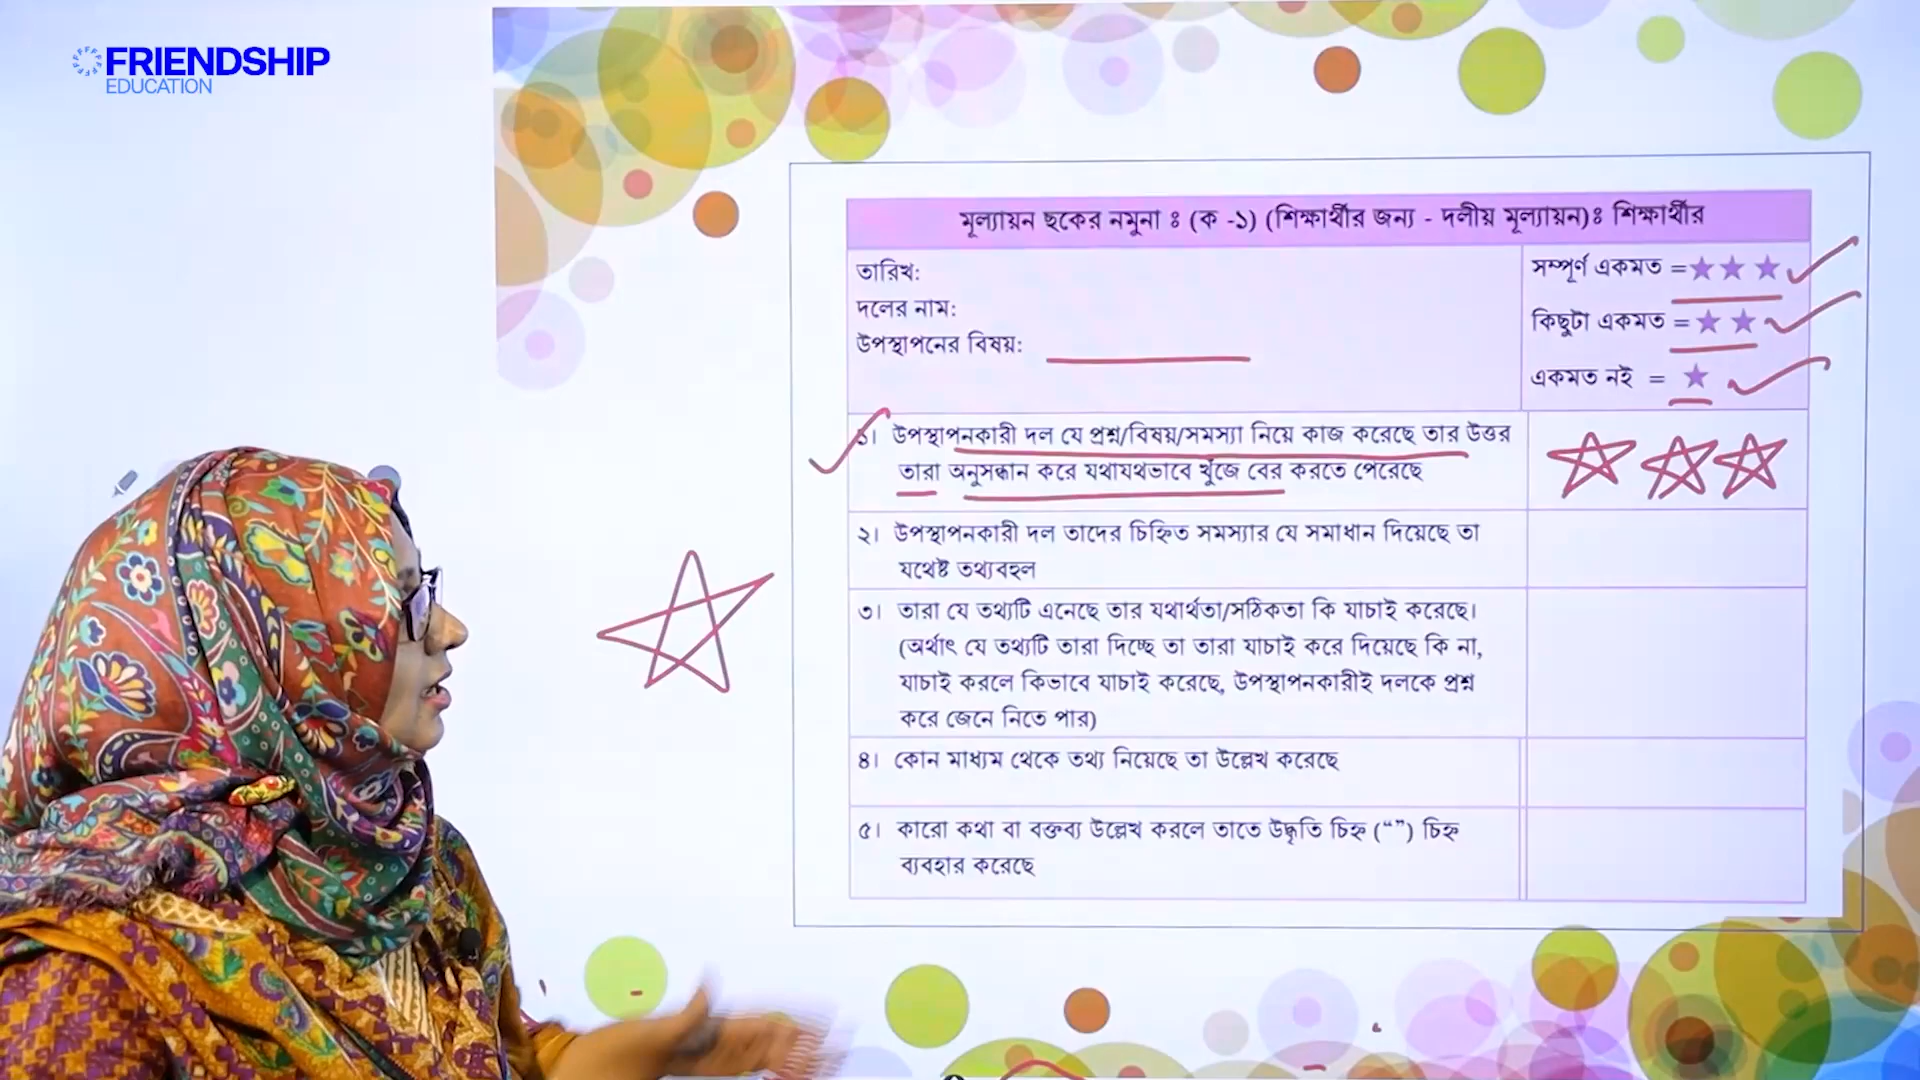 FRIENDSHIP
EDUCATION
মূল্যায়ন ছকের নমুনা ঃ (ক -১) (শিক্ষার্থীর জন্য - দলীয় মূল্যায়ন)ঃ শিক্ষার্থীর
তারিখ:
দলের নাম:
উপস্থাপনের বিষয়:
সম্পূর্ণ একমত =★★★
কিছুটা একমত =★★
একমত নই = ★
১। উপস্থাপনকারী দল যে প্রশ্ন/বিষয়/সমস্যা নিয়ে কাজ করেছে তার উত্তর
তারা অনুসন্ধান করে যথাযথভাবে খুঁজে বের করতে পেরেছে
২। উপস্থাপনকারী দল তাদের চিহ্নিত সমস্যার যে সমাধান দিয়েছে তা
যথেষ্ট তথ্যবহুল
৩। তারা যে তথ্যটি এনেছে তার যথার্থতা/সঠিকতা কি যাচাই করেছে।
(অর্থাৎ যে তথ্যটি তারা দিচ্ছে তা তারা যাচাই করে দিয়েছে কি না,
যাচাই করলে কিভাবে যাচাই করেছে, উপস্থাপনকারীই দলকে প্রশ্ন
করে জেনে নিতে পার)
৪। কোন মাধ্যম থেকে তথ্য নিয়েছে তা উল্লেখ করেছে
৫। কারো কথা বা বক্তব্য উল্লেখ করলে তাতে উদ্ধৃতি চিহ্ন (“”) চিহ্ন
ব্যবহার করেছে